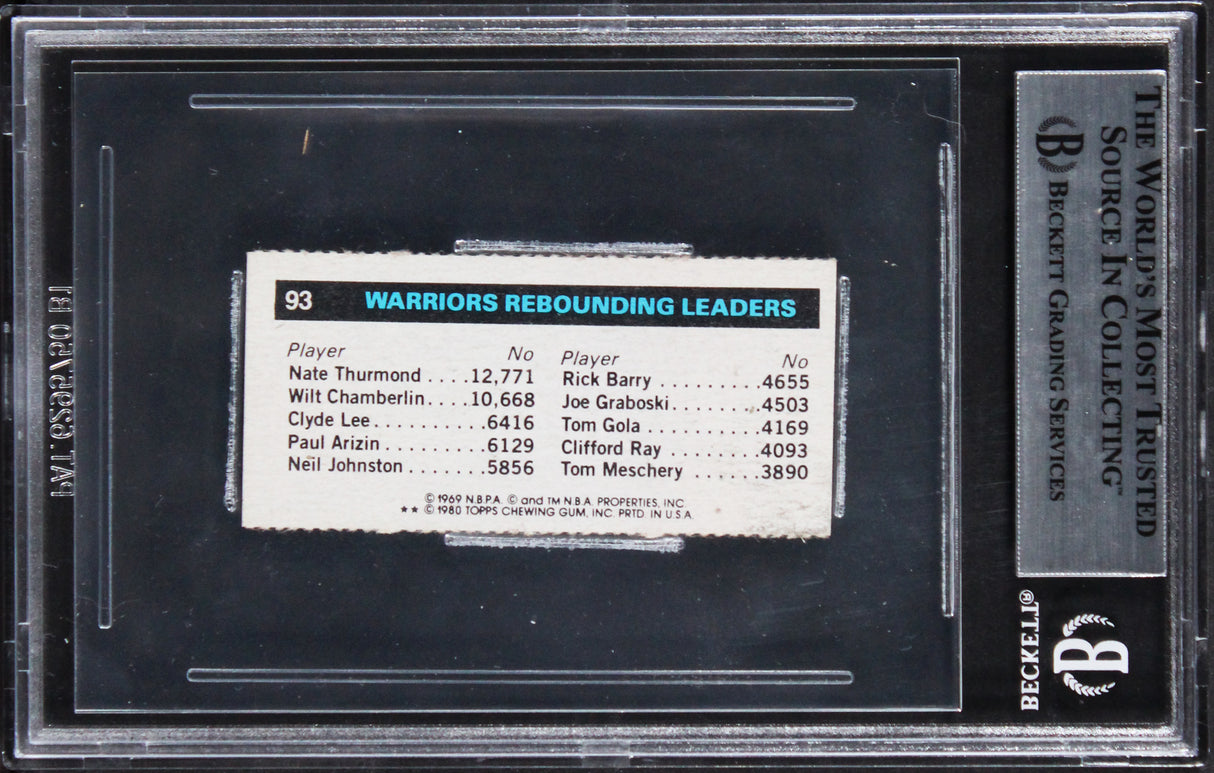 93 WARRIORS REBOUNDING LEADERS
Player No Player No
Nate Thurmond ....12,771 Rick Barry .........4655
Wilt Chamberlin....10,668 Joe Graboski.......4503
Clyde Lee..........6416 Tom Gola .........4169
Paul Arizin ........6129 Clifford Ray .......4093
Neil Johnston .......5856 Tom Meschery ......3890
© 1969 N.B.P.A. © and TM N.B.A. PROPERTIES, INC
★★ © 1980 TOPPS CHEWING GUM, INC. PRTD. IN U.S.A.
THE WORLD'S MOST TRUSTED
SOURCE IN COLLECTING™
B BECKETT GRADING SERVICES
BECKETT®
B